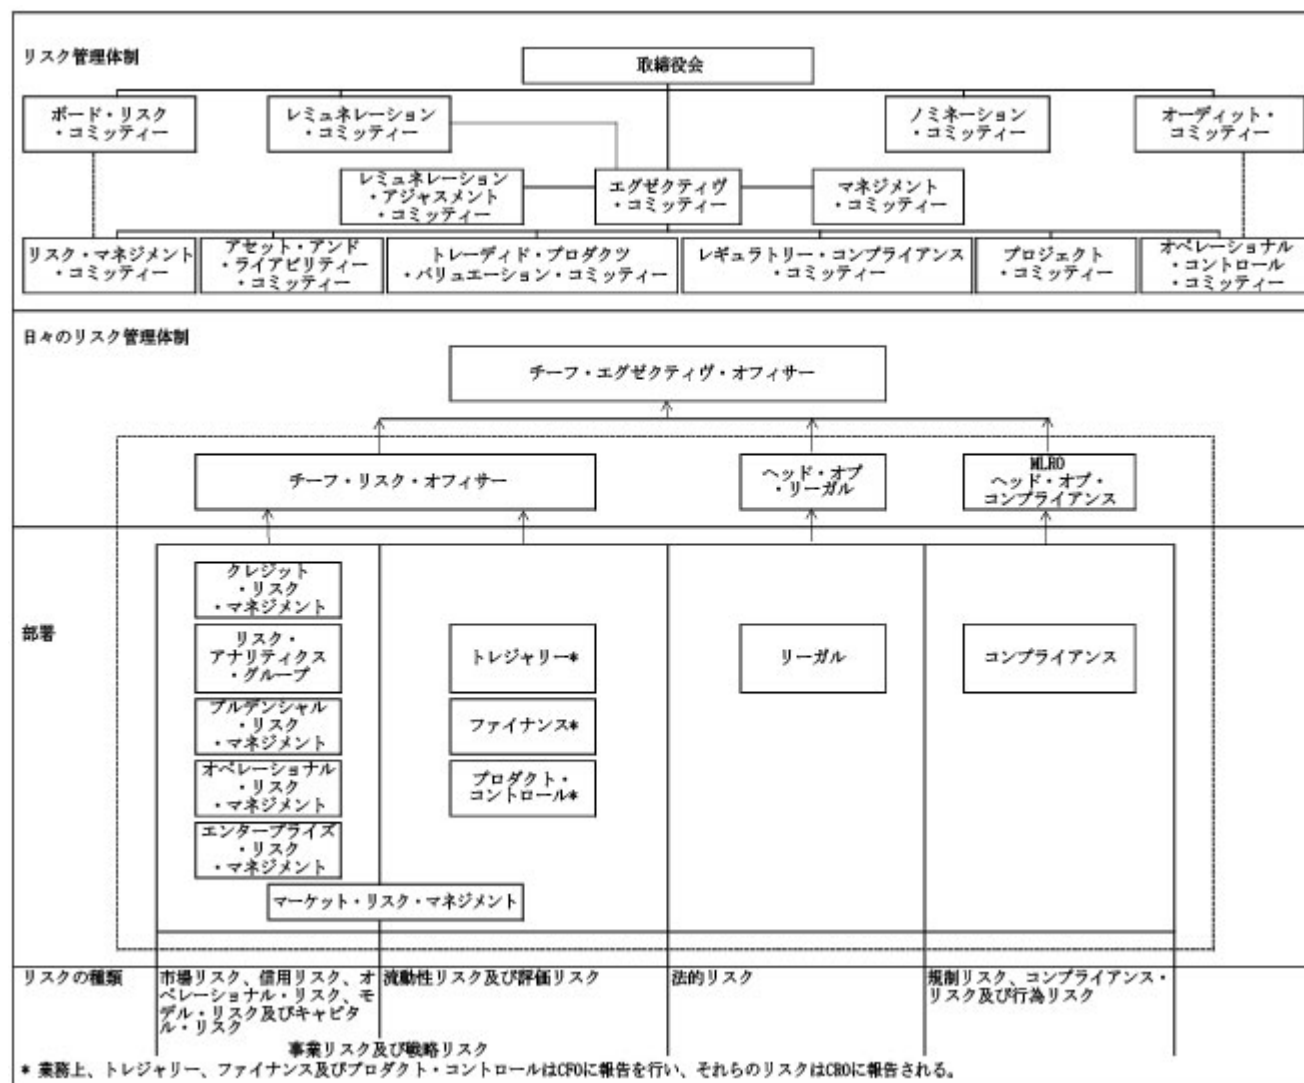 リスク管理体制
取締役会
ボード・リスク
・コミッティー
レミュネレーション
・コミッティー
ノミネーション
・コミッティー
オーディット・
コミッティー
レミュネレーション
・アジャスメント
・コミッティー
エグゼクティヴ
・コミッティー
マネジメント
・コミッティー
リスク・マネジメント
・コミッティー
アセット・アンド
・ライアビリティー
・コミッティー
トレーディド・プロダクツ
・バリュエーション・コミッティー
レギュラトリー・コンプライアンス
・コミッティー
プロジェクト
・コミッティー
オペレーショナル
・コントロール
・コミッティー
日々のリスク管理体制
チーフ・エグゼクティヴ・オフィサー
チーフ・リスク・オフィサー
ヘッド・オブ
・リーガル
MLRO
ヘッド・オブ・
コンプライアンス
部署
クレジット
・リスク
・マネジメント
リスク・
アナリティクス
・グループ
プルデンシャル
・リスク
・マネジメント
オペレーショナル
・リスク
・マネジメント
エンタープライズ
・リスク
・マネジメント
マーケット・リスク・マネジメント
トレジャリー*
ファイナンス*
プロダクト・
コントロール*
リーガル
コンプライアンス
リスクの種類
市場リスク、信用リスク、オ
ペレーショナル・リスク、モ
デル・リスク及びキャピタ
ル・リスク
流動性リスク及び評価リスク
法的リスク
規制リスク、コンプライアンス・
リスク及び行為リスク
事業リスク及び戦略リスク
* 業務上、トレジャリー、ファイナンス及びプロダクト・コントロールはCFOに報告を行い、それらのリスクはCROに報告される。